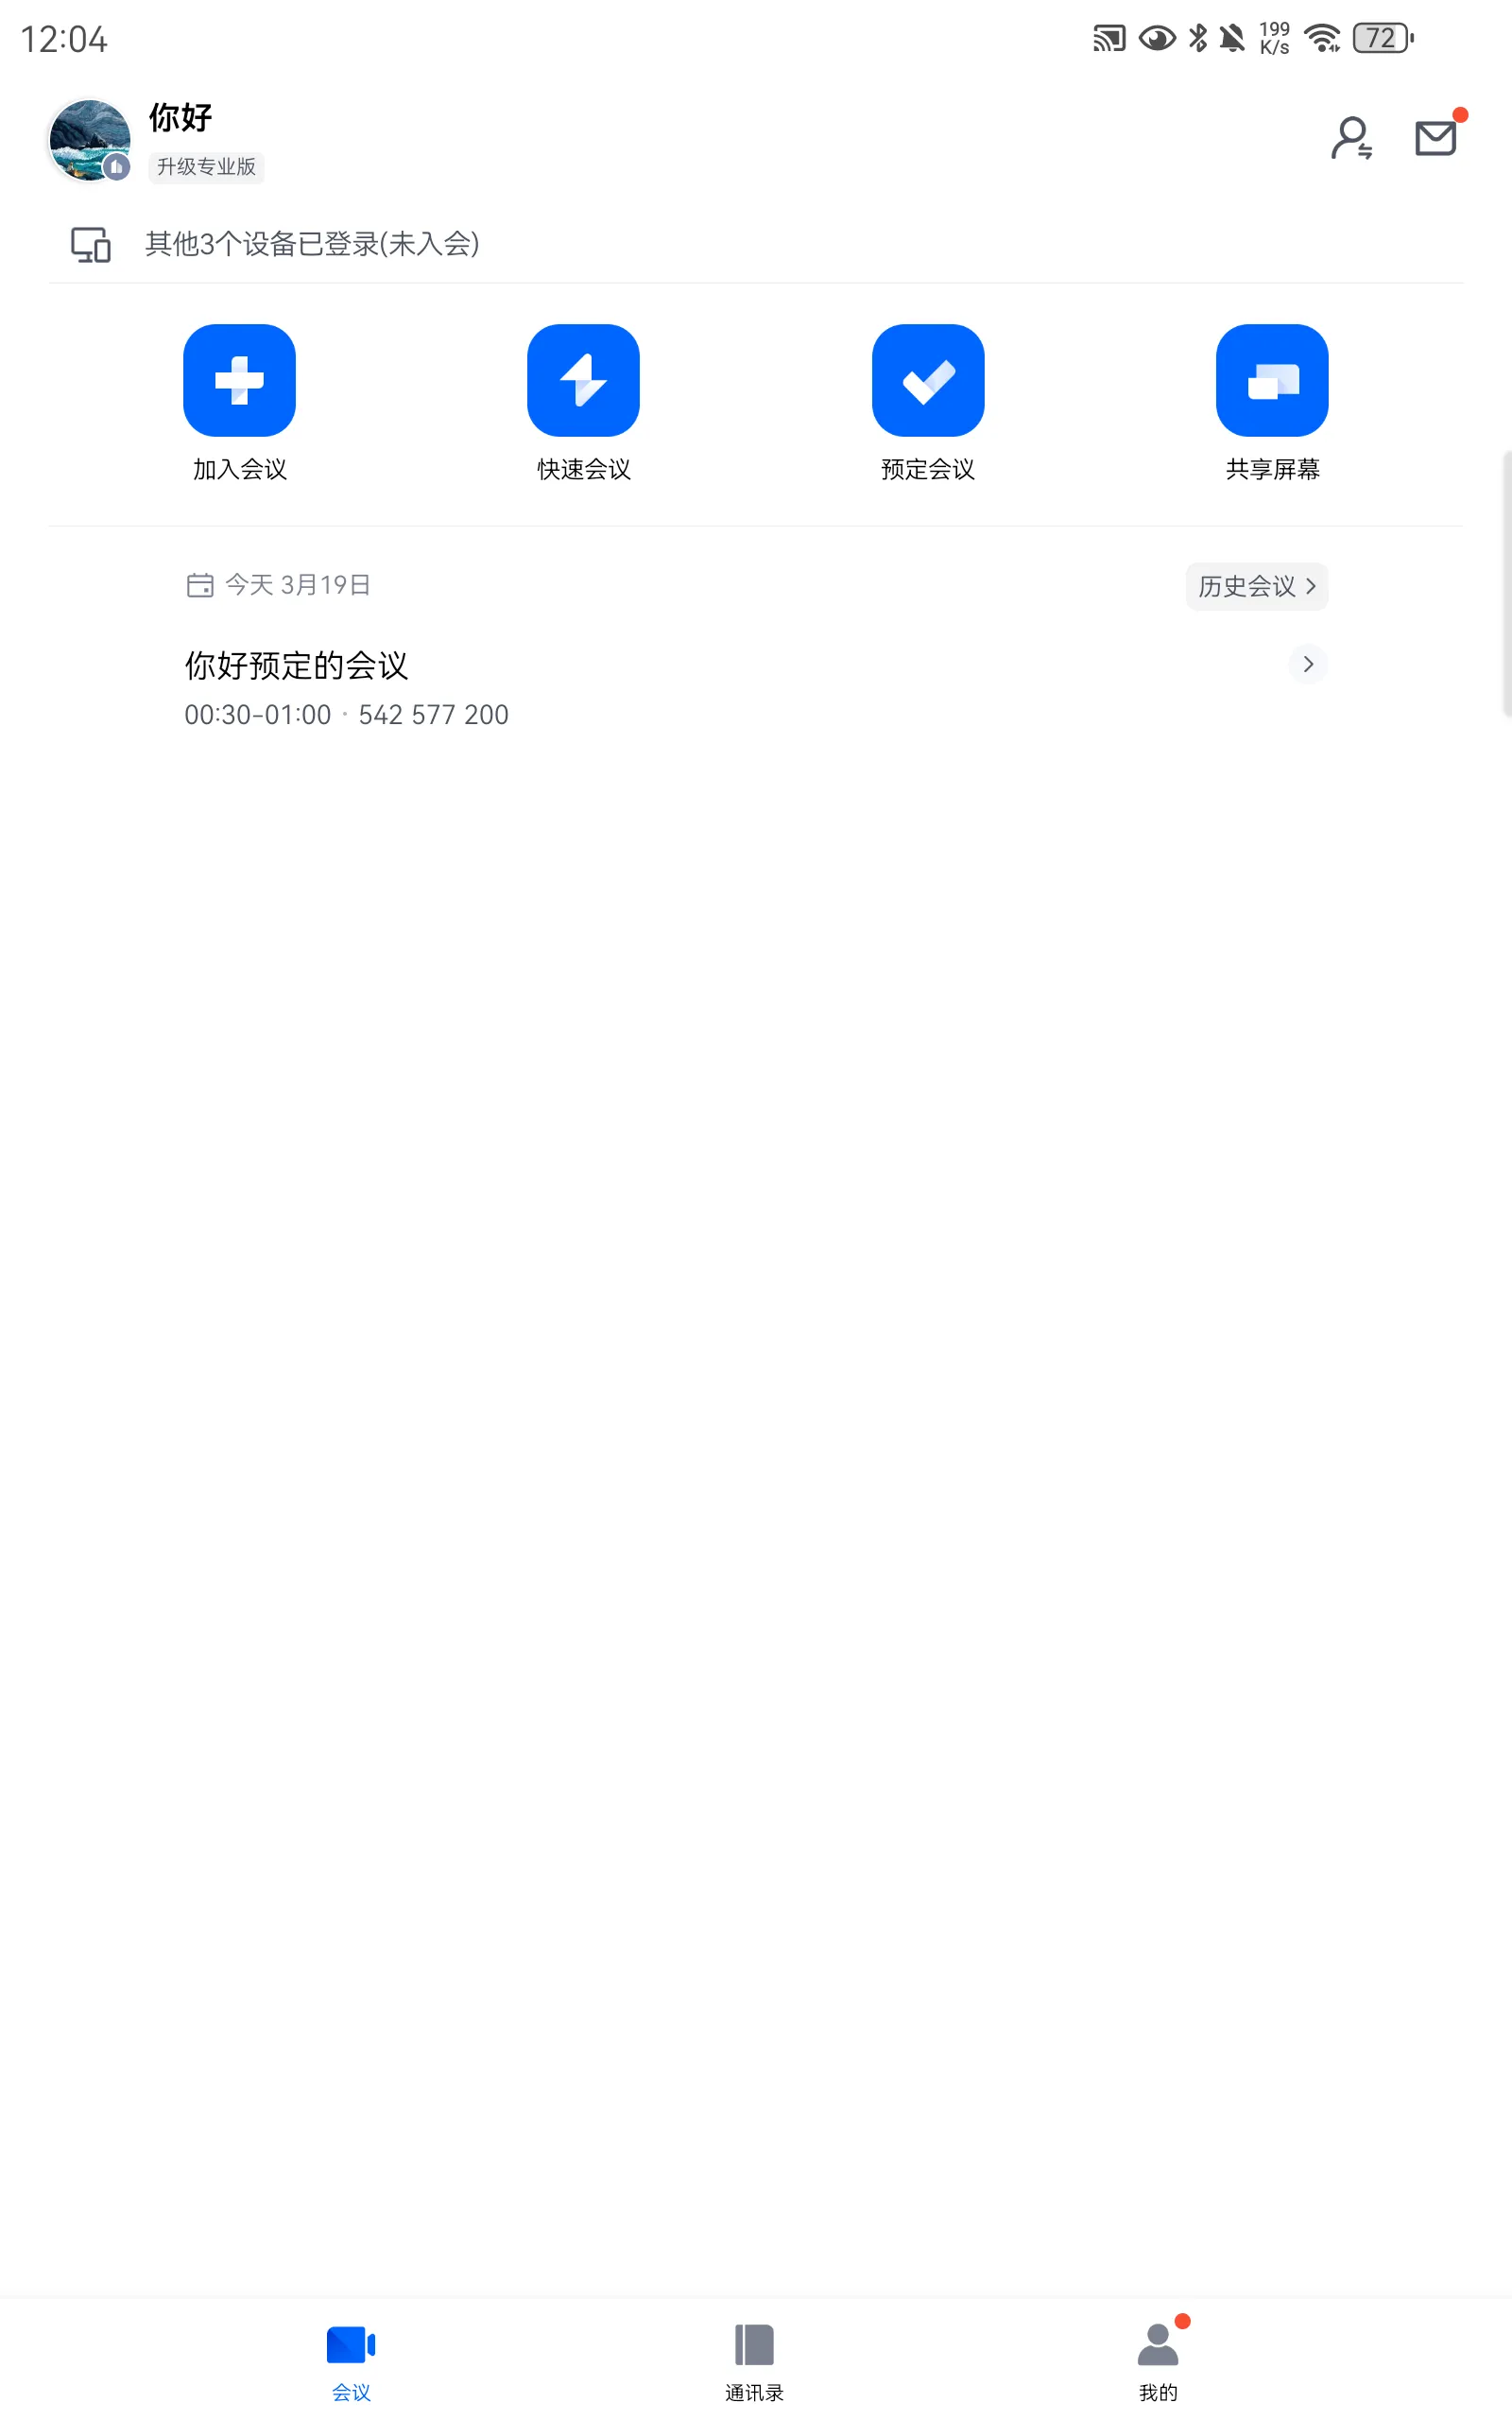 12:04
199
K/s
72
你好
升级专业版
其他3个设备已登录(未入会)
加入会议
快速会议
预定会议
共享屏幕
今天 3月19日
历史会议
你好预定的会议
00:30-01:00 · 542 577 200
会议
通讯录
我的